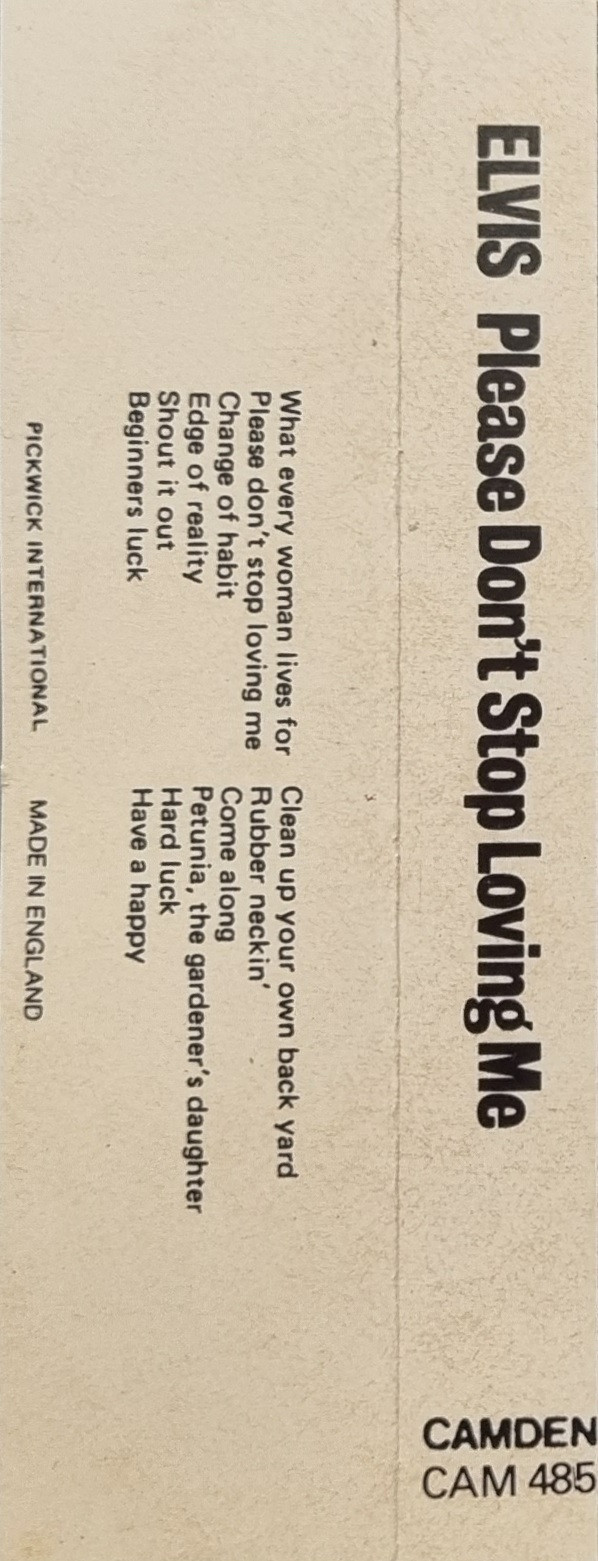 ELVIS Please Don't Stop Loving Me
CAMDEN
CAM 485
What every woman lives for
Please don't stop loving me
Change of habit
Edge of reality
Shout it out
Beginners luck
Clean up your own back yard
Rubber neckin'
Come along
Petunia, the gardener's daughter
Hard luck
Have a happy
PICKWICK INTERNATIONAL MADE IN ENGLAND